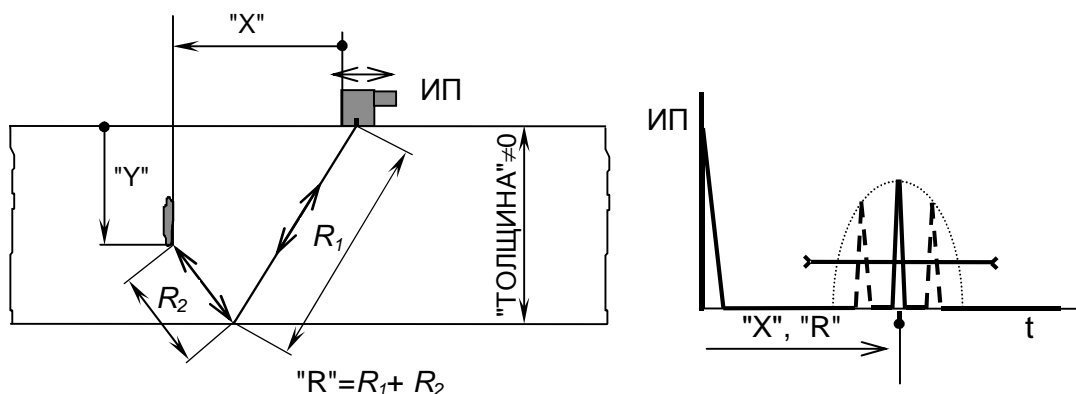 "X"
ИП
"Y"
R1
R2
"ТОЛЩИНА"≠0
"R"=R1+ R2
ИП
"X", "R"
t